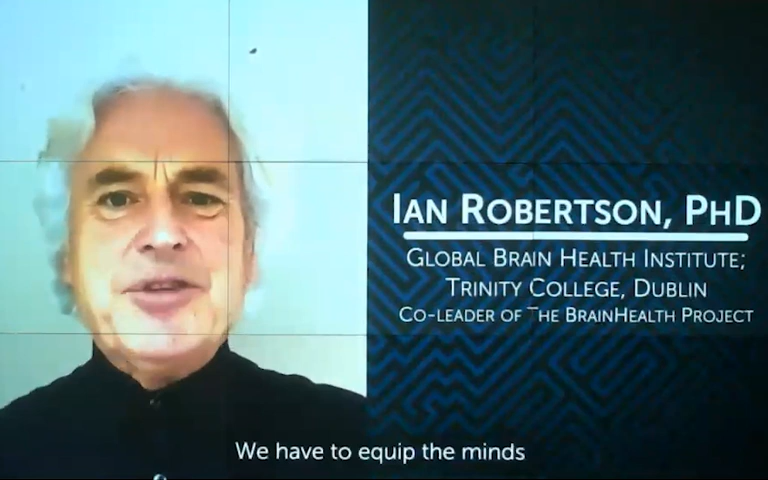 IAN ROBERTSON, PHD
GLOBAL BRAIN HEALTH INSTITUTE;
TRINITY COLLEGE, DUBLIN
CO-LEADER OF THE BRAINHEALTH PROJECT
We have to equip the minds